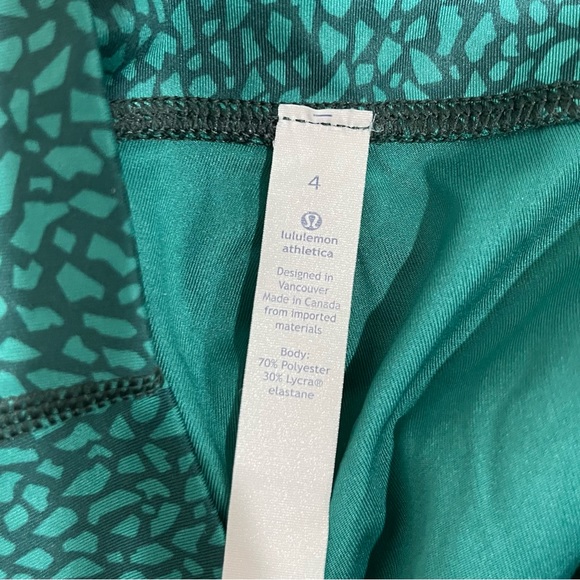 4
lululemon
athletica
Designed in
Vancouver
Made in Canada
from imported
materials
Body:
70% Polyester
30% Lycra®
elastane